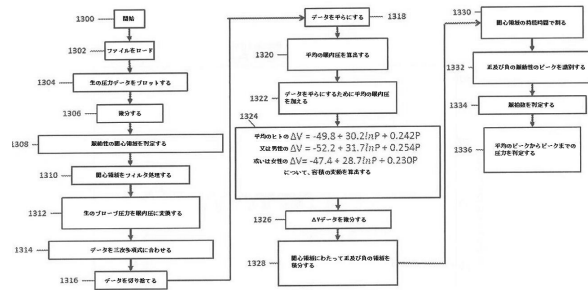 1300
開始
1302
ファイルをロード
1304
生の圧力データをプロットする
1306
微分する
1308
脈動性の関心領域を判定する
1310
関心領域をフィルタ処理する
1312
生のプローブ圧力を眼内圧に変換する
1314
データを三次多項式に合わせる
1316
データを切り捨てる
1318
データを平らにする
1320
平均の眼内圧を算出する
1322
データを平らにするために平均の眼内圧を
加える
1324
平均のヒトのΔV = -49.8 + 30.2lnP + 0.242P
又は男性のΔV = -52.2 + 31.7lnP + 0.254P
或いは女性のΔV= -47.4 + 28.7lnP + 0.230P
について、容積の変動を算出する
1326
ΔVデータを微分する
1328
関心領域にわたって正及び負の領域を
積分する
1330
関心領域の持続時間で割る
1332
正及び負の脈動性のピークを識別する
1334
脈拍数を判定する
1336
平均のピークからピークまでの
圧力を判定する